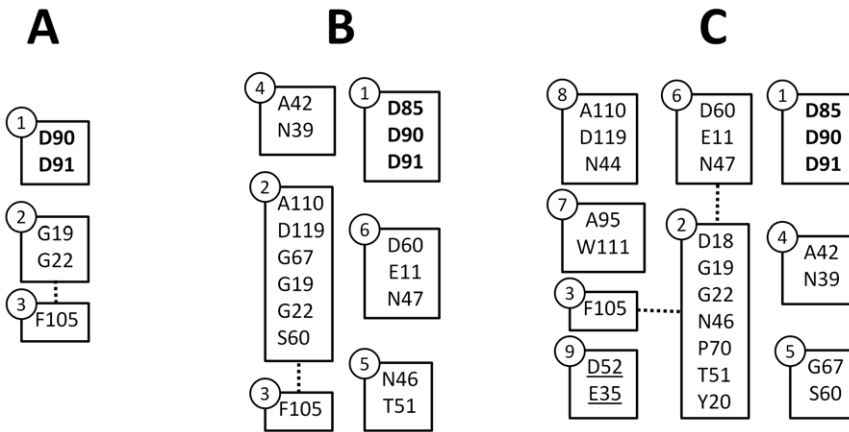 A
1
D90
D91
2
G19
G22
3
F105
B
4
A42
N39
1
D85
D90
D91
2
A110
D119
G67
G19
G22
S60
6
D60
E11
N47
3
F105
5
N46
T51
C
8
A110
D119
N44
6
D60
E11
N47
1
D85
D90
D91
7
A95
W111
2
D18
G19
G22
N46
P70
T51
Y20
4
A42
N39
3
F105
9
D52
E35
5
G67
S60